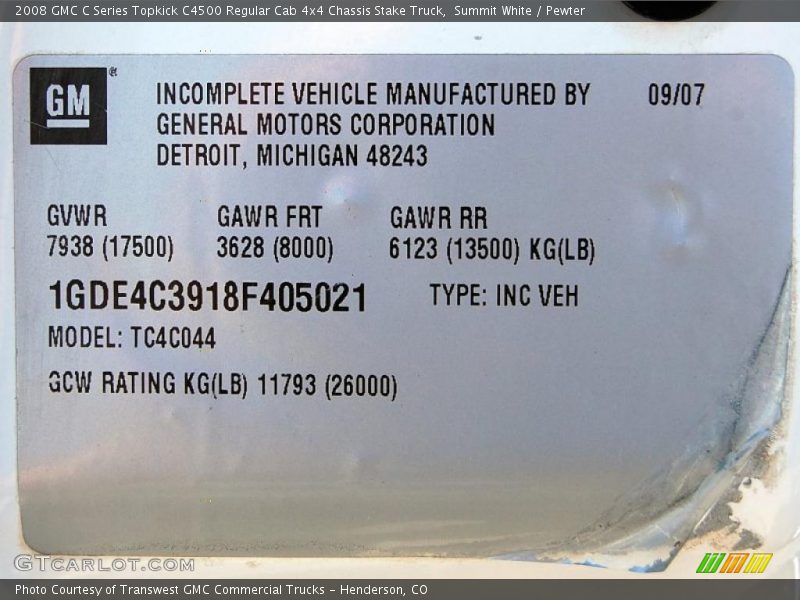 2008 GMC C Series Topkick C4500 Regular Cab 4x4 Chassis Stake Truck, Summit White / Pewter
GM ®
INCOMPLETE VEHICLE MANUFACTURED BY 09/07
GENERAL MOTORS CORPORATION
DETROIT, MICHIGAN 48243
GVWR GAWR FRT GAWR RR
7938 (17500) 3628 (8000) 6123 (13500) KG(LB)
1GDE4C3918F405021 TYPE: INC VEH
MODEL: TC4C044
GCW RATING KG(LB) 11793 (26000)
GTCARLOT.COM
Photo Courtesy of Transwest GMC Commercial Trucks - Henderson, CO